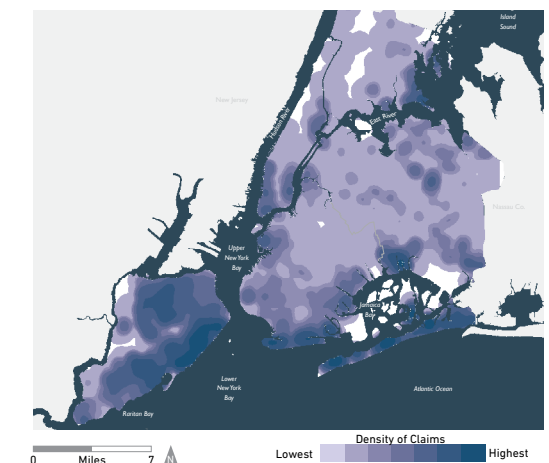 Island
Sound
New Jersey
Hudson River
East River
Nassau Co.
Upper
New York
Bay
Jamaica
Bay
Lower
New York
Bay
Atlantic Ocean
Raritan Bay
0 Miles 7
N
Density of Claims
Lowest Highest